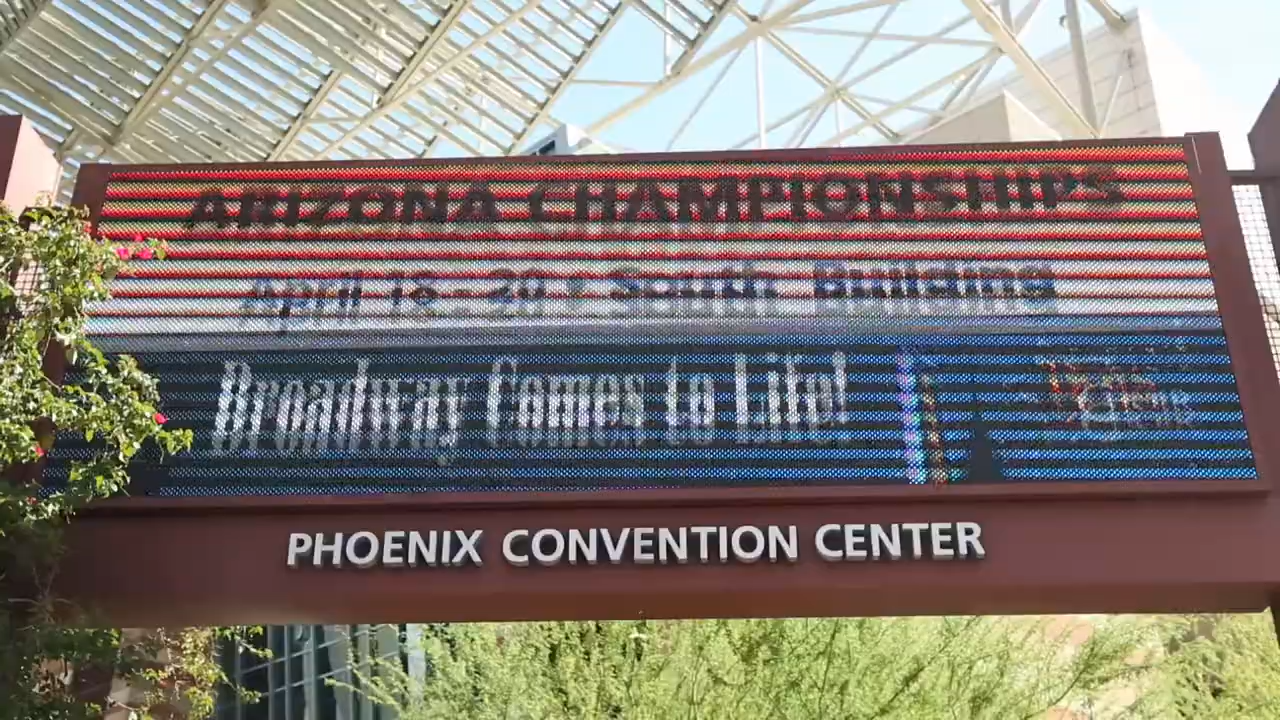 ARIZONA CHAMPIONSHIPS
April 18 - 20 • South Building
Broadway Comes to Life!
PHOENIX CONVENTION CENTER